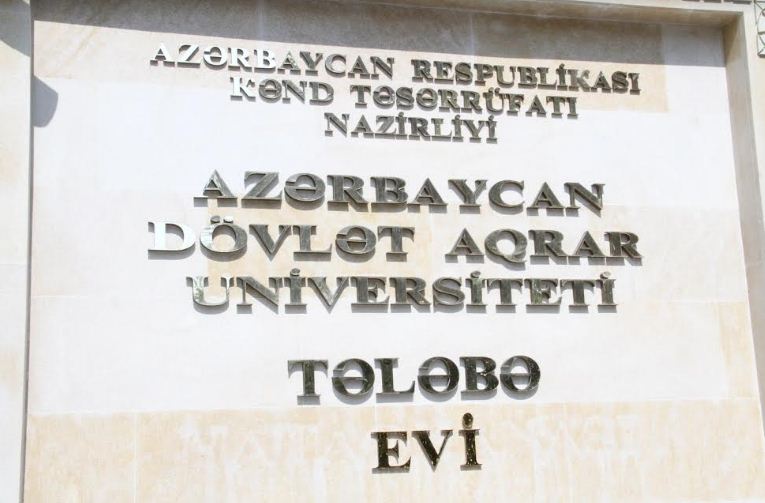 AZƏRBAYCAN RESPUBLİKASI
KƏND TƏSƏRRÜFATI
NAZİRLİYİ
AZƏRBAYCAN
DÖVLƏT AQRAR
UNİVERSİTETİ
TƏLƏBƏ
EVİ